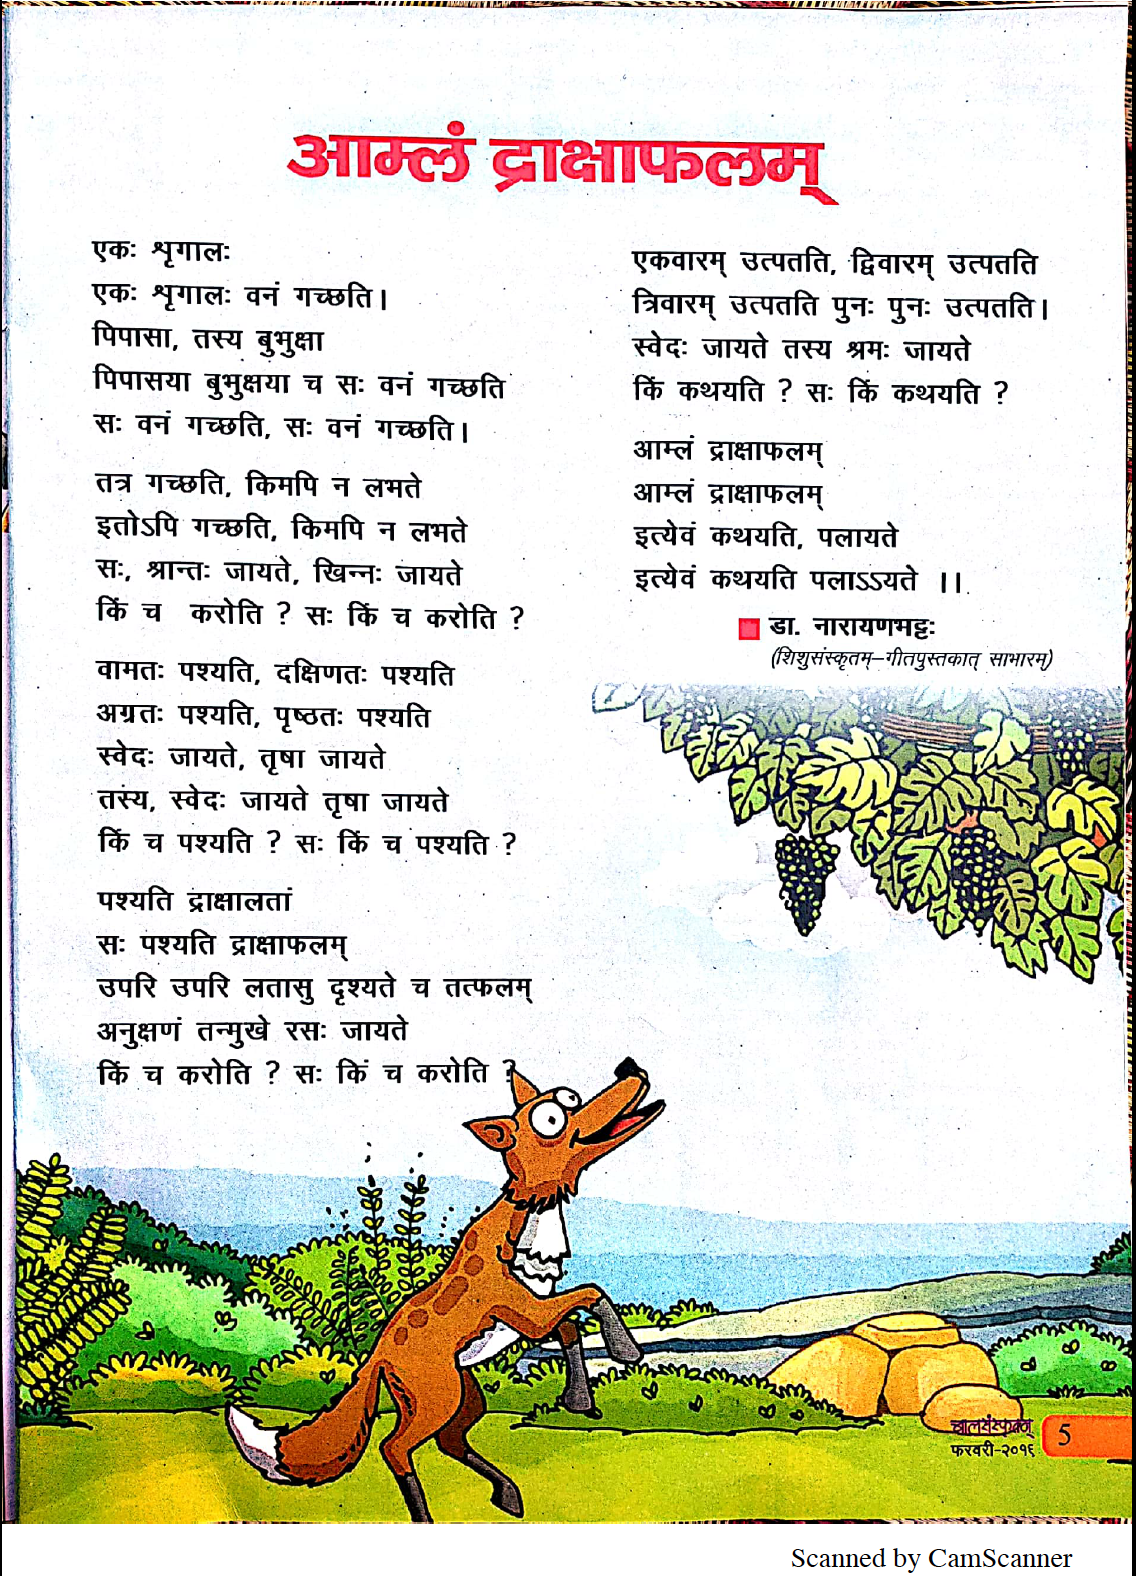 आम्लं द्राक्षाफलम्
एकः शृगालः
एकः शृगालः वनं गच्छति।
पिपासा, तस्य बुभुक्षा
पिपासया बुभुक्षया च सः वनं गच्छति
सः वनं गच्छति, सः वनं गच्छति।
तत्र गच्छति, किमपि न लभते
इतोऽपि गच्छति, किमपि न लभते
सः, श्रान्तः जायते, खिन्नः जायते
किं च करोति ? सः किं च करोति ?
वामतः पश्यति, दक्षिणतः पश्यति
अग्रतः पश्यति, पृष्ठतः पश्यति
स्वेदः जायते, तृषा जायते
तस्य, स्वेदः जायते तृषा जायते
किं च पश्यति ? सः किं च पश्यति ?
पश्यति द्राक्षालतां
सः पश्यति द्राक्षाफलम्
उपरि उपरि लतासु दृश्यते च तत्फलम्
अनुक्षणं तन्मुखे रसः जायते
किं च करोति ? सः किं च करोति ?
एकवारम् उत्पतति, द्विवारम् उत्पतति
त्रिवारम् उत्पतति पुनः पुनः उत्पतति।
स्वेदः जायते तस्य श्रमः जायते
किं कथयति ? सः किं कथयति ?
आम्लं द्राक्षाफलम्
आम्लं द्राक्षाफलम्
इत्येवं कथयति, पलायते
इत्येवं कथयति पलाऽऽयते ।।
डा. नारायणभट्टः
(शिशुसंस्कृतम्–गीतपुस्तकात् साभारम्)
बालसंस्कृतम्
फरवरी-२०१६
5
Scanned by CamScanner